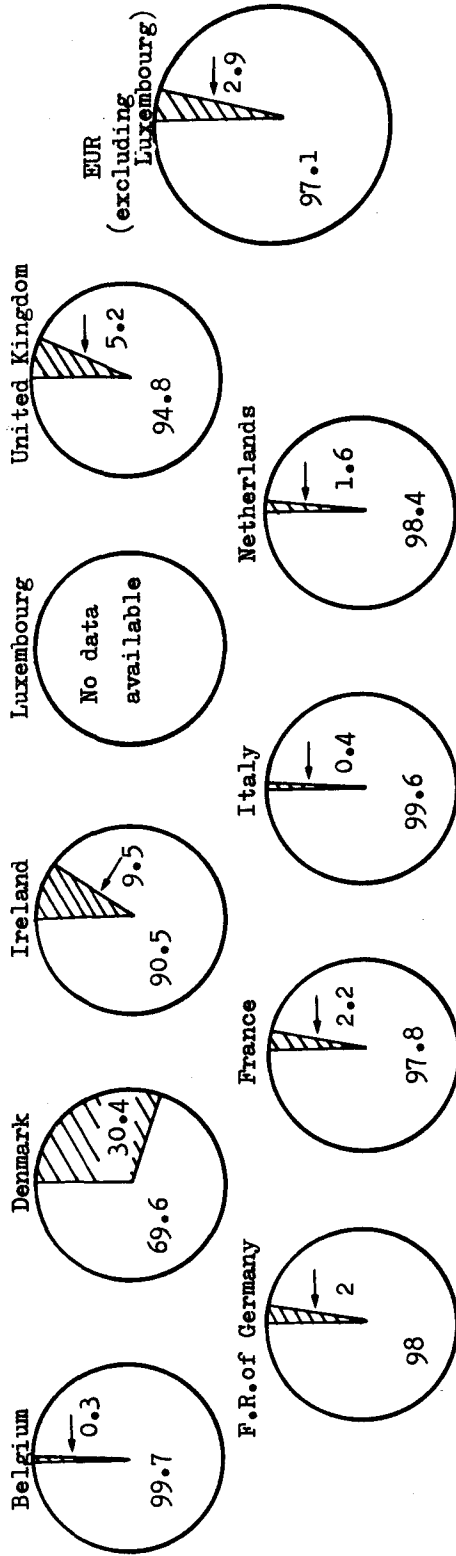 Belgium
0.3
99.7
Denmark
30.4
69.6
Ireland
9.5
90.5
Luxembourg
No data
available
United Kingdom
5.2
94.8
EUR
(excluding
Luxembourg)
2.9
97.1
F.R.of Germany
2
98
France
2.2
97.8
Italy
0.4
99.6
Netherlands
1.6
98.4